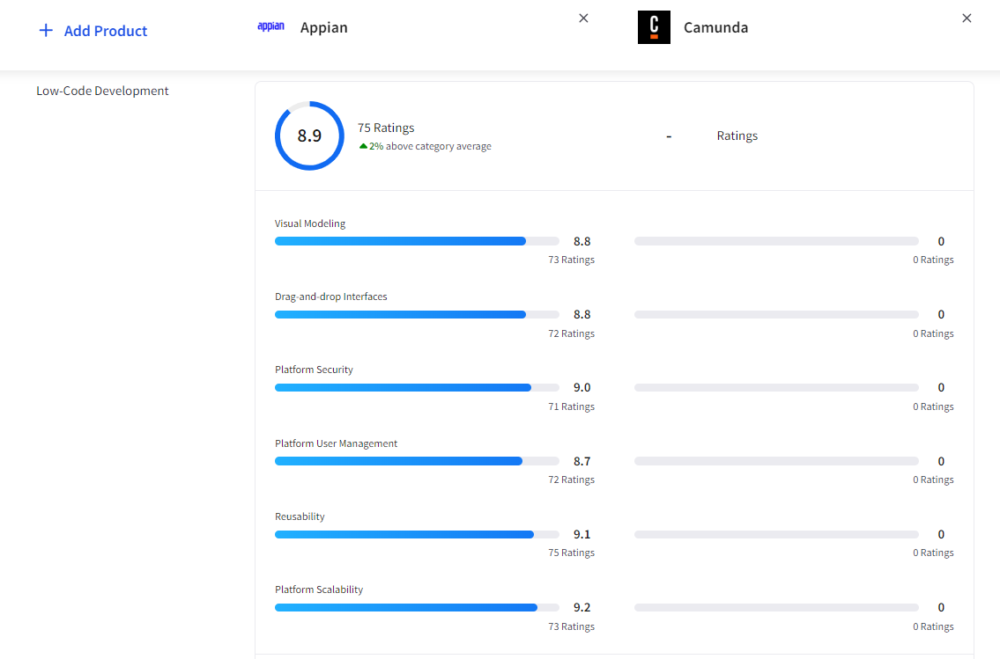 Add Product
appian
Appian
C
Camunda
Low-Code Development
8.9
75 Ratings
2% above category average
-
Ratings
Visual Modeling
8.8
0
73 Ratings
0 Ratings
Drag-and-drop Interfaces
8.8
0
72 Ratings
0 Ratings
Platform Security
9.0
0
71 Ratings
0 Ratings
Platform User Management
8.7
0
72 Ratings
0 Ratings
Reusability
9.1
0
75 Ratings
0 Ratings
Platform Scalability
9.2
0
73 Ratings
0 Ratings